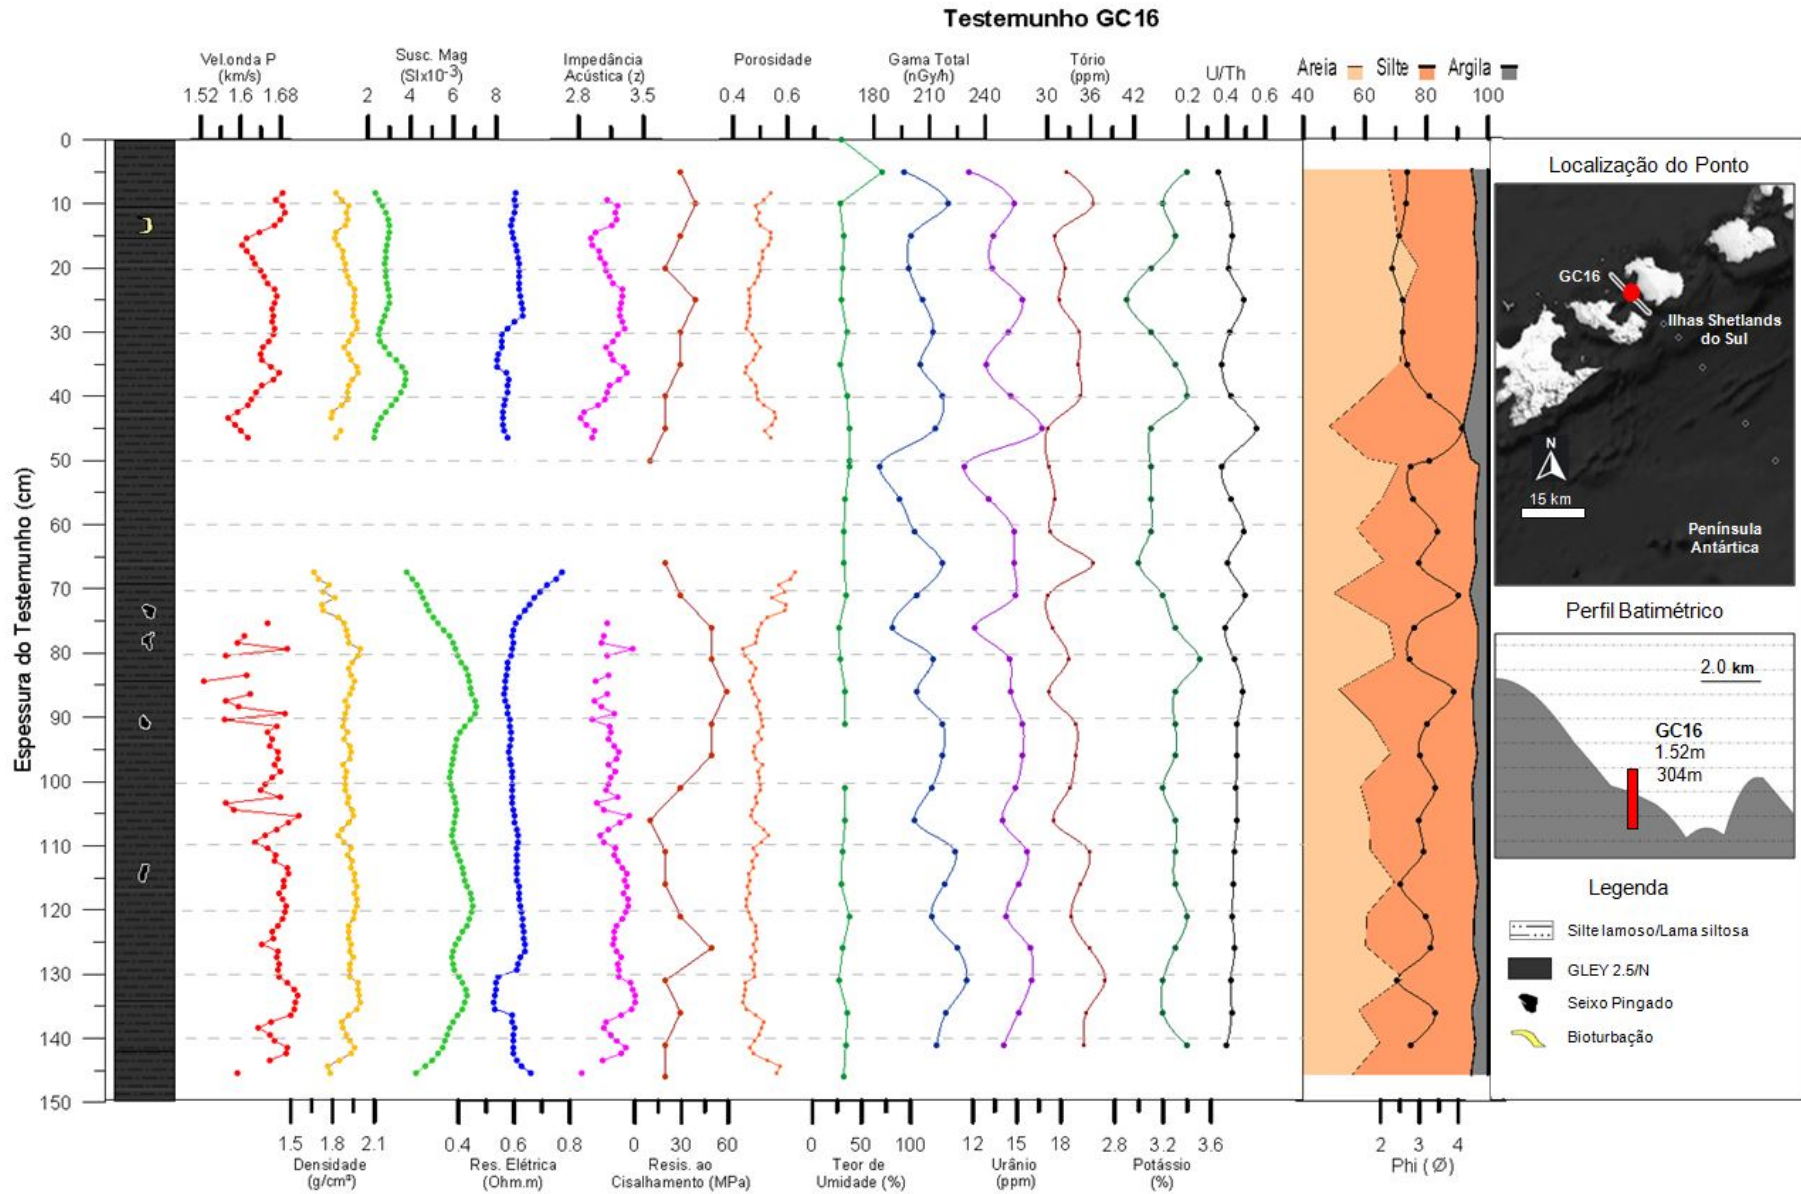 Testemunho GC16
Vel.onda P
(km/s)
Susc. Mag
(SIx10⁻³)
Impedância
Acústica (z)
Porosidade
Gama Total
(nGy/h)
Tório
(ppm)
U/Th
Areia Silte Argila
1.52 1.6 1.68 2 4 6 8 2.8 3.5 0.4 0.6 180 210 240 30 36 42 0.2 0.4 0.6 40 60 80 100
Espessura do Testemunho (cm)
0
10
20
30
40
50
60
70
80
90
100
110
120
130
140
150
1.5 1.8 2.1 0.4 0.6 0.8 0 30 60 0 50 100 12 15 18 2.8 3.2 3.6 2 3 4
Densidade
(g/cm³)
Res. Elétrica
(Ohm.m)
Resis. ao
Cisalhamento (MPa)
Teor de
Umidade (%)
Urânio
(ppm)
Potássio
(%)
Phi ( Ø )
Localização do Ponto
GC16
Ilhas Shetlands
do Sul
N
15 km
Península
Antártica
Perfil Batimétrico
2.0 km
GC16
1.52m
304m
Legenda
Silte lamoso/Lama siltosa
GLEY 2.5/N
Seixo Pingado
Bioturbação